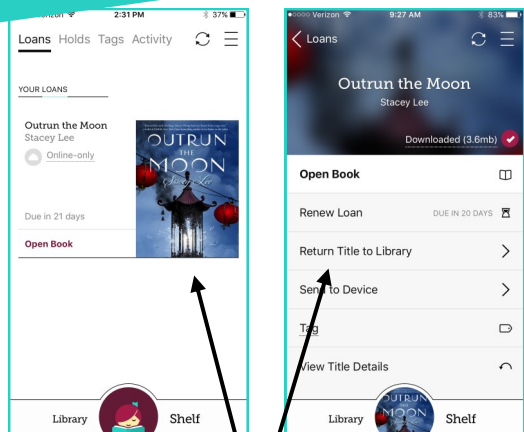 Verizon 2:31 PM 37%
Loans Holds Tags Activity
YOUR LOANS
Outrun the Moon
Stacey Lee
Online-only
Due in 21 days
Open Book
OUTRUN
THE
MOON
Stacey Lee
Library Shelf
Verizon 9:27 AM 83%
Loans
Outrun the Moon
Stacey Lee
Downloaded (3.6mb)
Open Book
Renew Loan DUE IN 20 DAYS
Return Title to Library
Send to Device
Tag
View Title Details
OUTRUN
MOON
Library Shelf